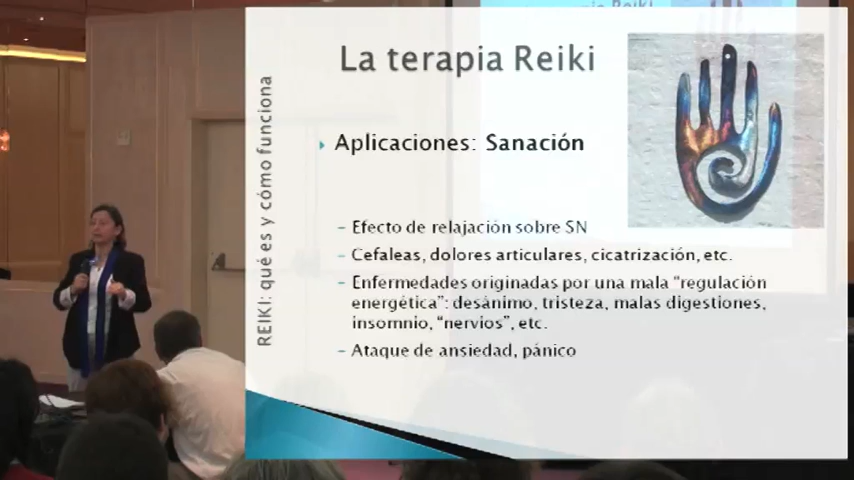 La terapia Reiki
REIKI: qué es y cómo funciona
Aplicaciones: Sanación
– Efecto de relajación sobre SN
– Cefaleas, dolores articulares, cicatrización, etc.
– Enfermedades originadas por una mala “regulación
energética”: desánimo, tristeza, malas digestiones,
insomnio, “nervios”, etc.
– Ataque de ansiedad, pánico